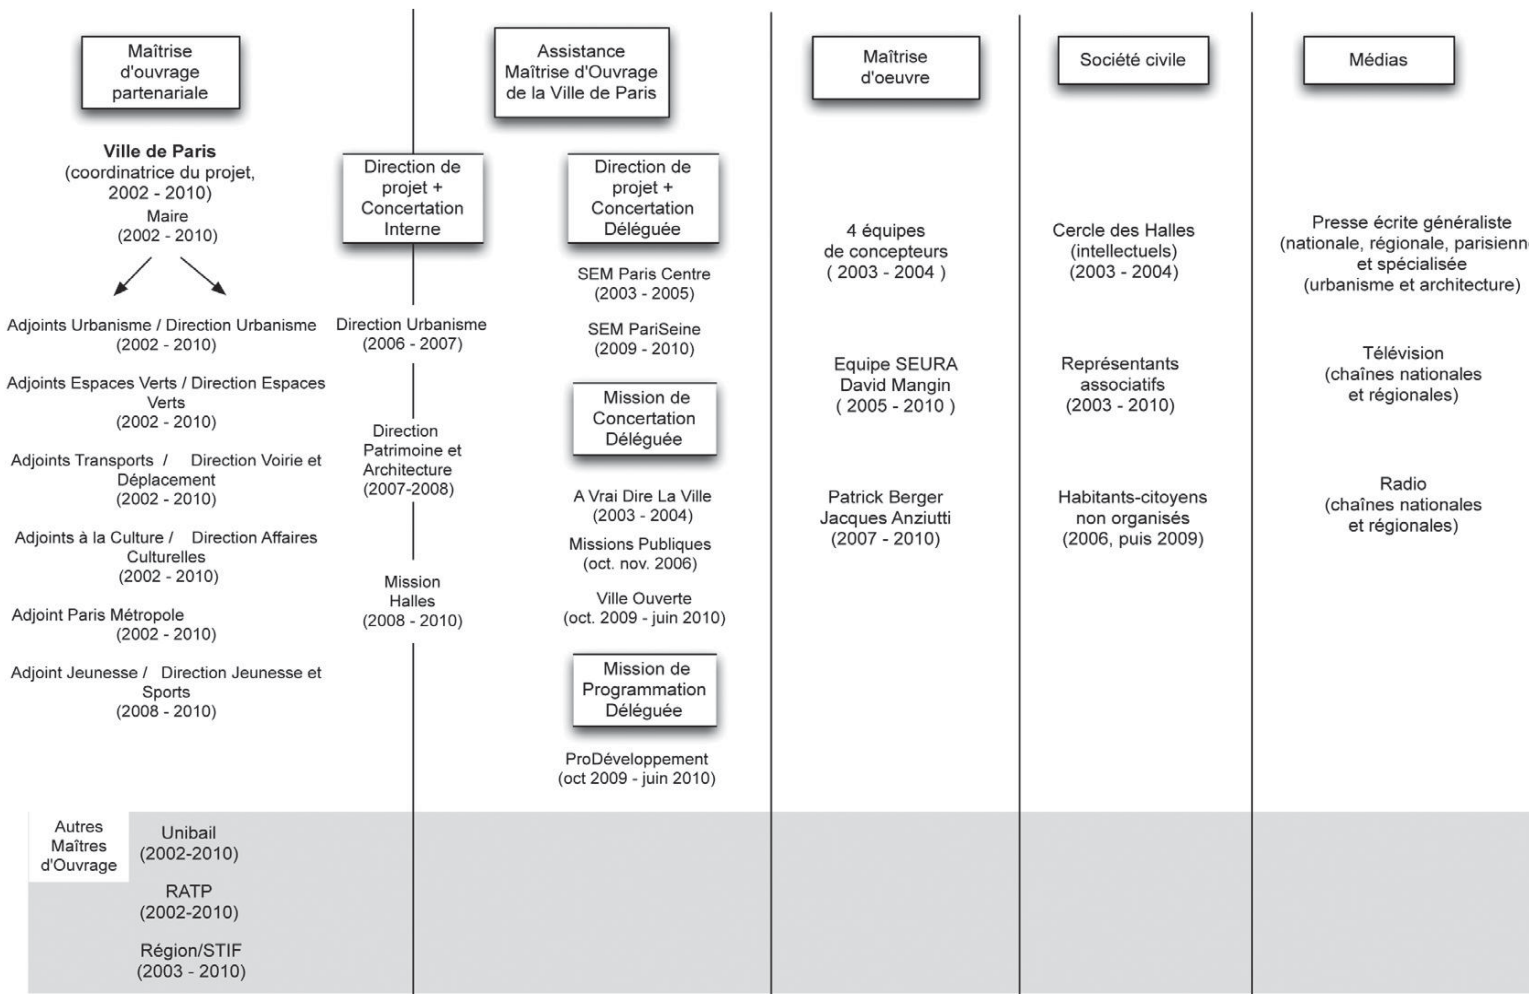 Maîtrise
d'ouvrage
partenariale
Ville de Paris
(coordinatrice du projet,
2002 - 2010)
Maire
(2002 - 2010)
Adjoints Urbanisme / Direction Urbanisme
(2002 - 2010)
Adjoints Espaces Verts / Direction Espaces
Verts
(2002 - 2010)
Adjoints Transports / Direction Voirie et
Déplacement
(2002 - 2010)
Adjoints à la Culture / Direction Affaires
Culturelles
(2002 - 2010)
Adjoint Paris Métropole
(2002 - 2010)
Adjoint Jeunesse / Direction Jeunesse et
Sports
(2008 - 2010)
Assistance
Maîtrise d'Ouvrage
de la Ville de Paris
Direction de
projet +
Concertation
Interne
Direction Urbanisme
(2006 - 2007)
Direction
Patrimoine et
Architecture
(2007-2008)
Mission
Halles
(2008 - 2010)
Direction de
projet +
Concertation
Déléguée
SEM Paris Centre
(2003 - 2005)
SEM PariSeine
(2009 - 2010)
Mission de
Concertation
Déléguée
A Vrai Dire La Ville
(2003 - 2004)
Missions Publiques
(oct. nov. 2006)
Ville Ouverte
(oct. 2009 - juin 2010)
Mission de
Programmation
Déléguée
ProDéveloppement
(oct 2009 - juin 2010)
Maîtrise
d'oeuvre
4 équipes
de concepteurs
( 2003 - 2004 )
Equipe SEURA
David Mangin
( 2005 - 2010 )
Patrick Berger
Jacques Anziutti
(2007 - 2010)
Société civile
Cercle des Halles
(intellectuels)
(2003 - 2004)
Représentants
associatifs
(2003 - 2010)
Habitants-citoyens
non organisés
(2006, puis 2009)
Médias
Presse écrite généraliste
(nationale, régionale, parisienn
et spécialisée
(urbanisme et architecture)
Télévision
(chaînes nationales
et régionales)
Radio
(chaînes nationales
et régionales)
Autres
Maîtres
d'Ouvrage
Unibail
(2002-2010)
RATP
(2002-2010)
Région/STIF
(2003 - 2010)